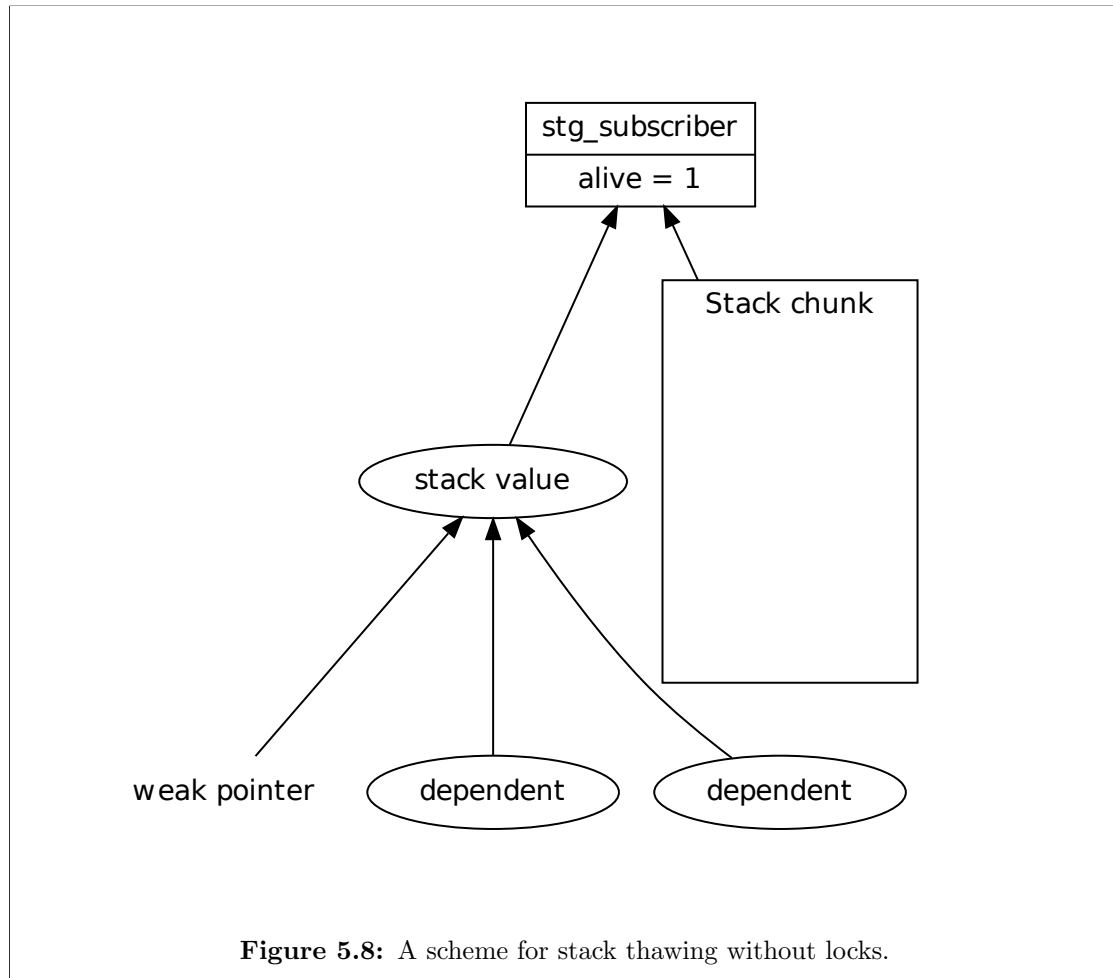 stg_subscriber
alive = 1
Stack chunk
stack value
weak pointer
dependent
dependent
Figure 5.8: A scheme for stack thawing without locks.